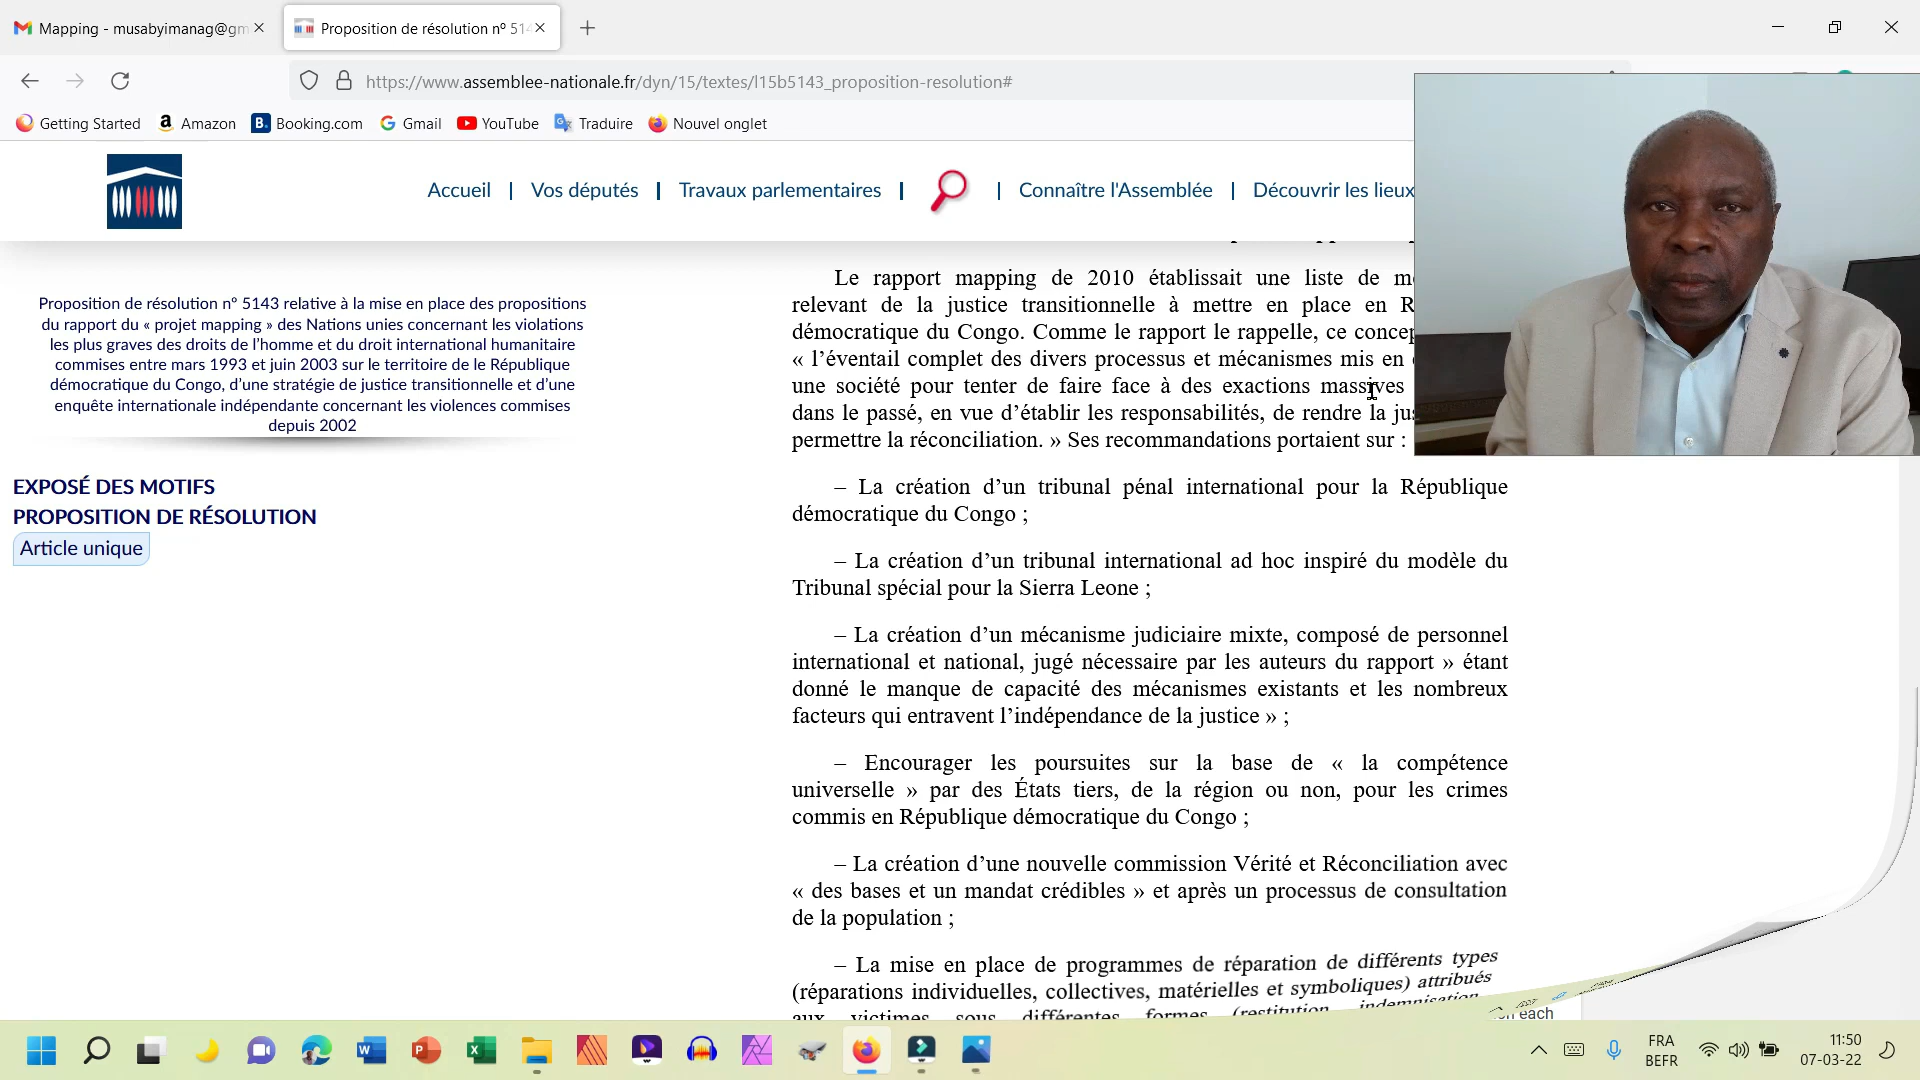 Mapping - musabyimanag@gm
Proposition de résolution nº 514
https://www.assemblee-nationale.fr/dyn/15/textes/l15b5143_proposition-resolution#
Getting Started
Amazon
Booking.com
Gmail
YouTube
Traduire
Nouvel onglet
Accueil | Vos députés | Travaux parlementaires | | Connaître l'Assemblée | Découvrir les lieux
Proposition de résolution nº 5143 relative à la mise en place des propositions
du rapport du « projet mapping » des Nations unies concernant les violations
les plus graves des droits de l’homme et du droit international humanitaire
commises entre mars 1993 et juin 2003 sur le territoire de le République
démocratique du Congo, d’une stratégie de justice transitionnelle et d’une
enquête internationale indépendante concernant les violences commises
depuis 2002
EXPOSÉ DES MOTIFS
PROPOSITION DE RÉSOLUTION
Article unique
Le rapport mapping de 2010 établissait une liste de
relevant de la justice transitionnelle à mettre en place en
démocratique du Congo. Comme le rapport le rappelle, ce
« l’éventail complet des divers processus et mécanismes mis en
une société pour tenter de faire face à des exactions massives
dans le passé, en vue d’établir les responsabilités, de rendre la
permettre la réconciliation. » Ses recommandations portaient sur :
– La création d’un tribunal pénal international pour la République
démocratique du Congo ;
– La création d’un tribunal international ad hoc inspiré du modèle du
Tribunal spécial pour la Sierra Leone ;
– La création d’un mécanisme judiciaire mixte, composé de personnel
international et national, jugé nécessaire par les auteurs du rapport » étant
donné le manque de capacité des mécanismes existants et les nombreux
facteurs qui entravent l’indépendance de la justice » ;
– Encourager les poursuites sur la base de « la compétence
universelle » par des États tiers, de la région ou non, pour les crimes
commis en République démocratique du Congo ;
– La création d’une nouvelle commission Vérité et Réconciliation avec
« des bases et un mandat crédibles » et après un processus de consultation
de la population ;
– La mise en place de programmes de réparation de différents types
(réparations individuelles, collectives, matérielles et symboliques) attribués
aux victimes sous différentes formes (restitution, indemnisation,
each
FRA
BEFR
11:50
07-03-22